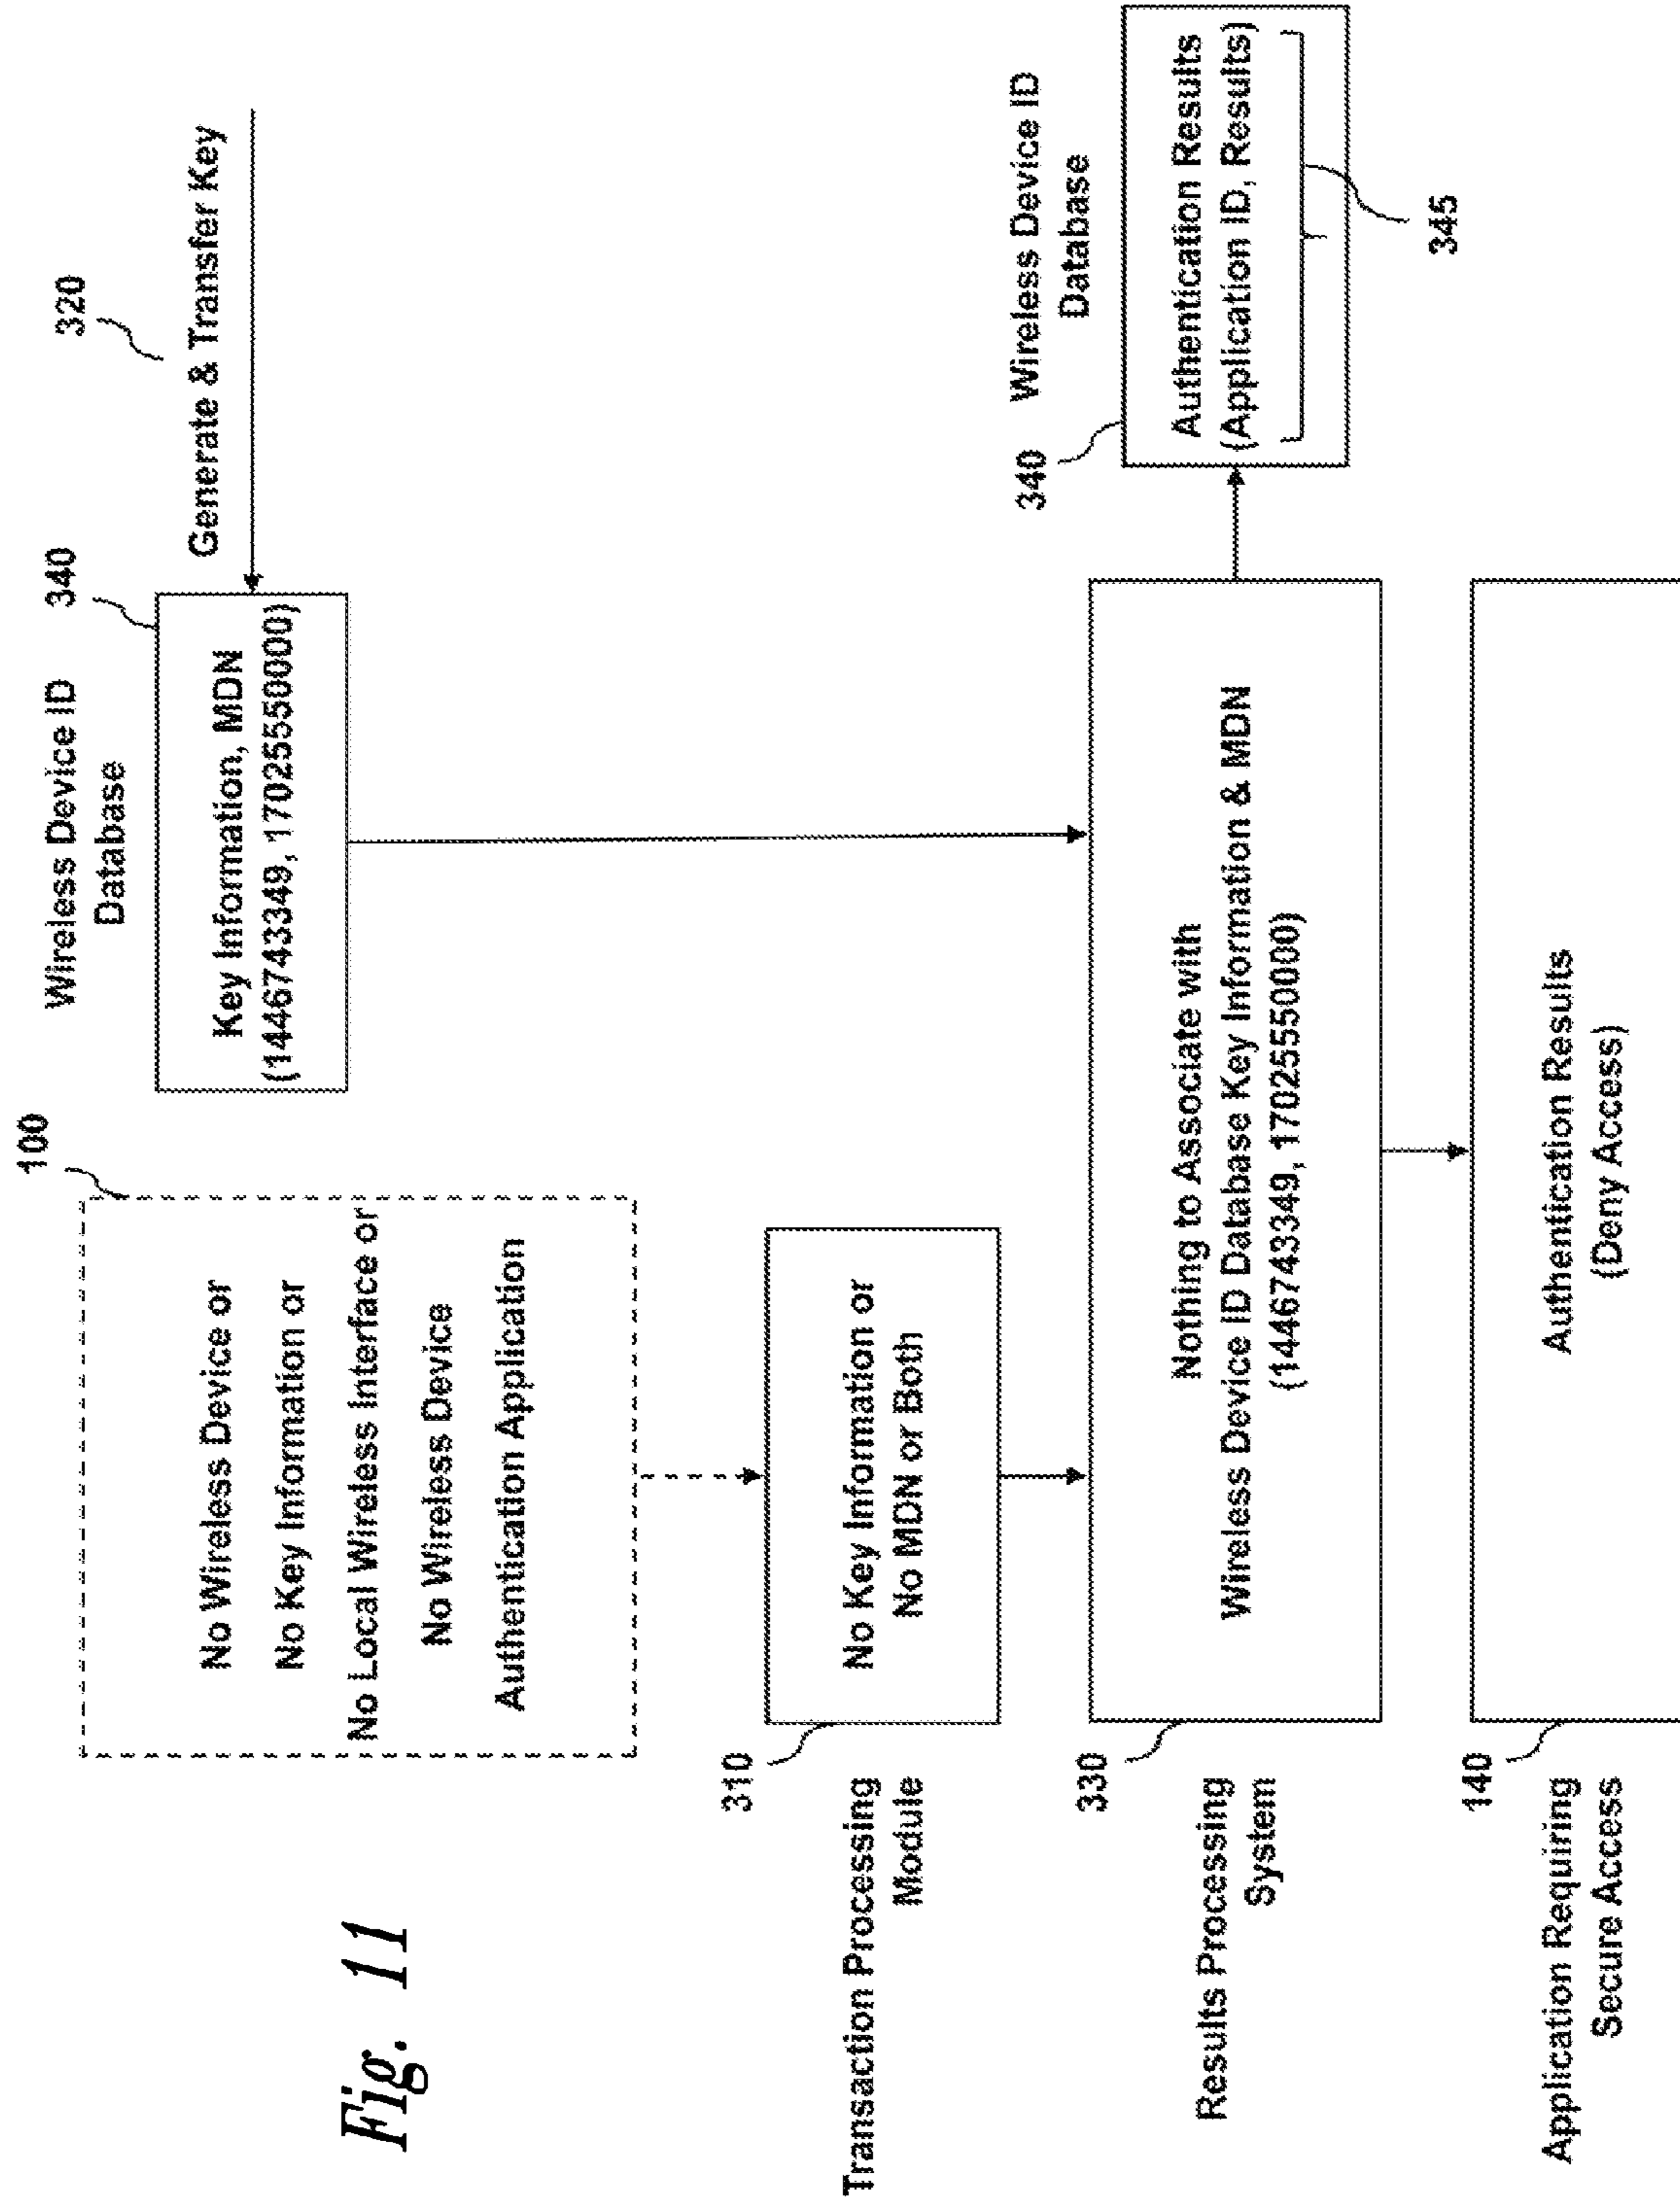 Fig. 11
100
No Wireless Device or
No Key Information or
No Local Wireless Interface or
No Wireless Device
Authentication Application
Wireless Device ID
Database
340
Key Information, MDN
(1446743349, 17025550000)
320
Generate & Transfer Key
Transaction Processing
Module
310
No Key Information or
No MDN or Both
Results Processing
System
330
Nothing to Associate with
Wireless Device ID Database Key Information & MDN
(1446743349, 17025550000)
340
Wireless Device ID
Database
Authentication Results
(Application ID, Results)
345
Application Requiring
Secure Access
140
Authentication Results
(Deny Access)